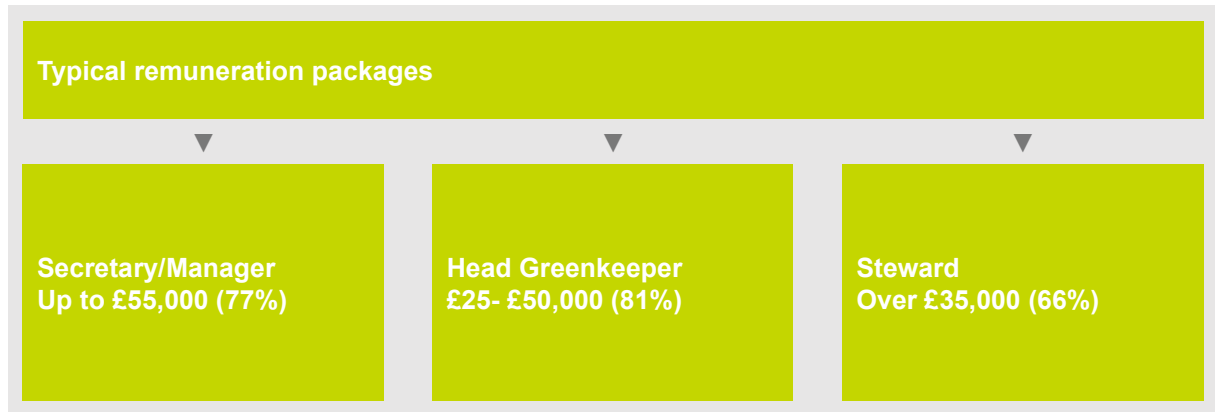 Typical remuneration packages
Secretary/Manager
Up to £55,000 (77%)
Head Greenkeeper
£25- £50,000 (81%)
Steward
Over £35,000 (66%)